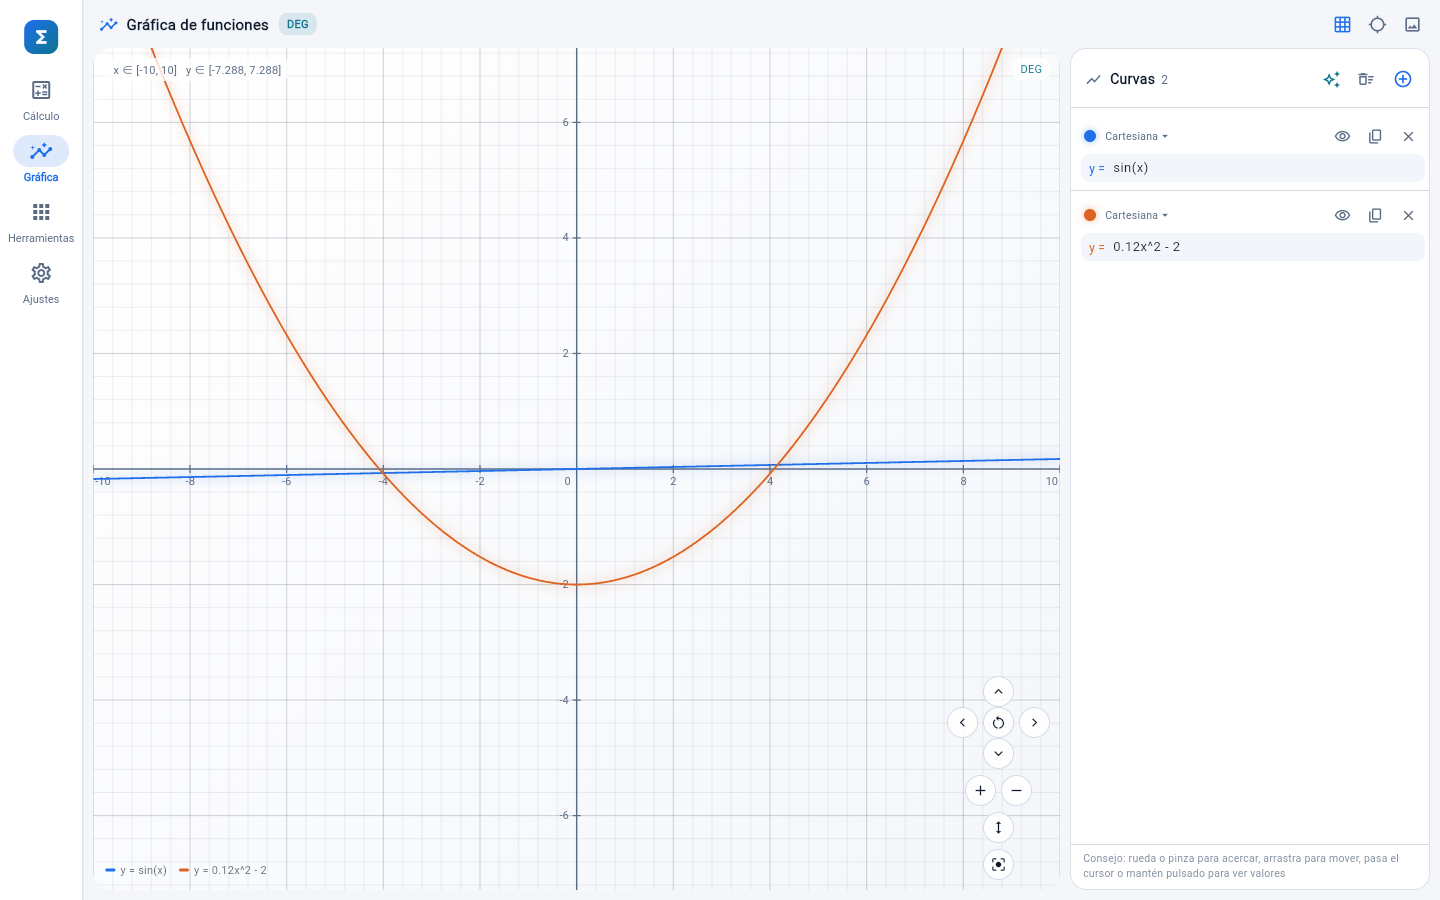 Σ
Cálculo
Gráfica
Herramientas
Ajustes
Gráfica de funciones DEG
x ∈ [-10, 10] y ∈ [-7.288, 7.288]
DEG
6
4
2
-10 -8 -6 -4 -2 0 2 4 6 8 10
-2
-4
-6
y = sin(x) y = 0.12x^2 - 2
Curvas 2
Cartesiana
y = sin(x)
Cartesiana
y = 0.12x^2 - 2
Consejo: rueda o pinza para acercar, arrastra para mover, pasa el
cursor o mantén pulsado para ver valores